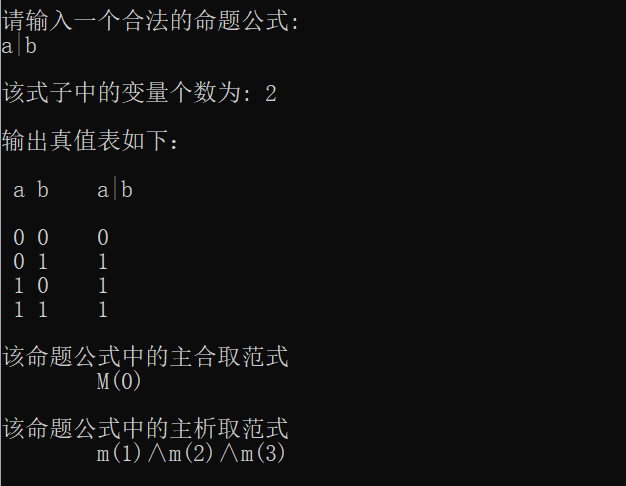 请输入一个合法的命题公式:
a|b
该式子中的变量个数为: 2
输出真值表如下:
a b a|b
0 0 0
0 1 1
1 0 1
1 1 1
该命题公式中的主合取范式
M(0)
该命题公式中的主析取范式
m(1)∧m(2)∧m(3)